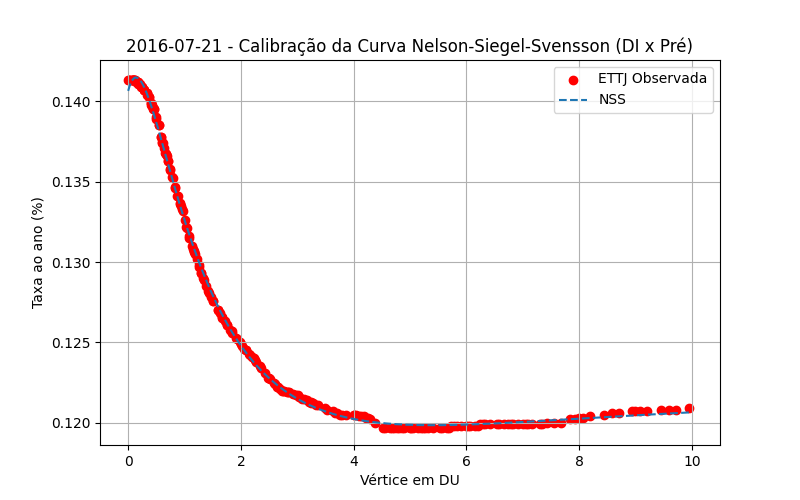 2016-07-21 - Calibração da Curva Nelson-Siegel-Svensson (DI x Pré)
ETTJ Observada
NSS
Taxa ao ano (%)
0.140
0.135
0.130
0.125
0.120
0
2
4
6
8
10
Vértice em DU